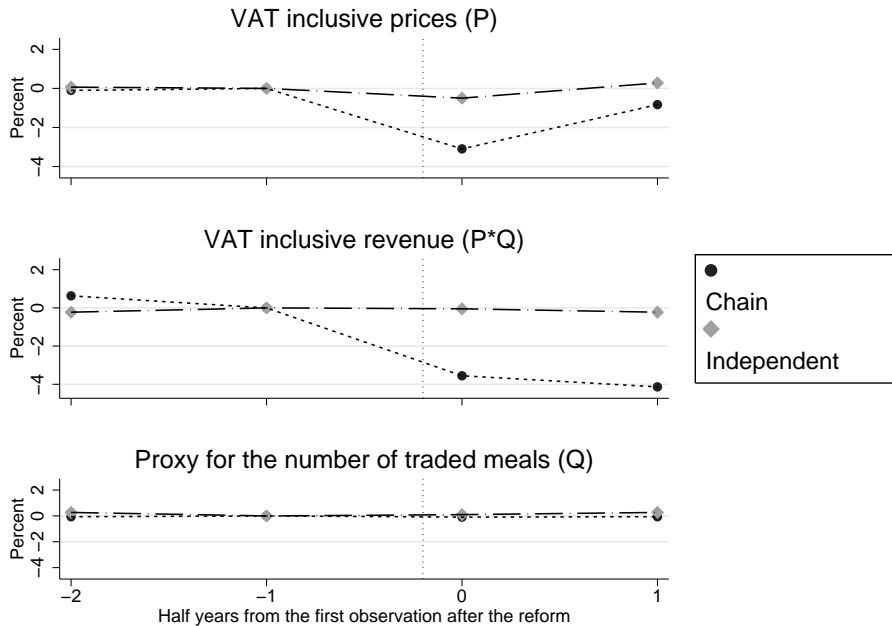 VAT inclusive prices (P)
Percent
2
0
−2
−4
VAT inclusive revenue (P*Q)
Percent
2
0
−2
−4
Chain
Independent
Proxy for the number of traded meals (Q)
Percent
2
0
−2
−4
−2
−1
0
1
Half years from the first observation after the reform